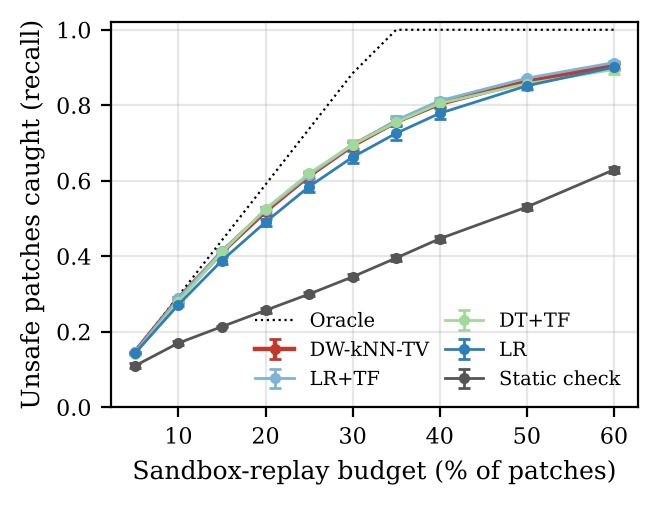 Unsafe patches caught (recall)
1.0
0.8
0.6
0.4
0.2
0.0
Oracle
DW-kNN-TV
LR+TF
DT+TF
LR
Static check
10 20 30 40 50 60
Sandbox-replay budget (% of patches)